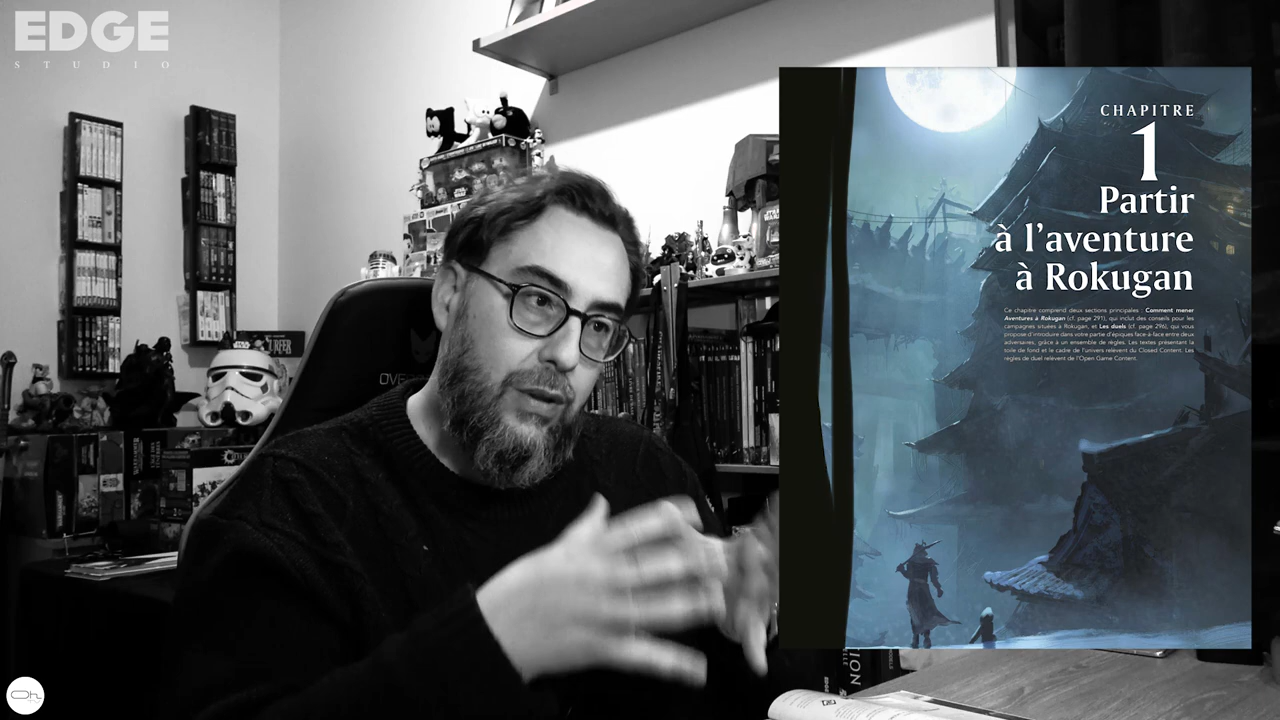 EDGE
STUDIO
CHAPITRE
1
Partir
à l'aventure
à Rokugan
Ce chapitre comprend deux sections principales : Comment mener
Aventures à Rokugan (cf. page 291), qui inclut des conseils pour les
campagnes situées à Rokugan, et Les duels (cf. page 296), qui vous
propose d'introduire dans votre partie d'épiques face-à-face entre deux
adversaires, grâce à un ensemble de règles. Les textes présentant la
toile de fond et le cadre de l'univers relèvent du Closed Content. Les
règles de duel relèvent de l'Open Game Content.
OVE
Oh